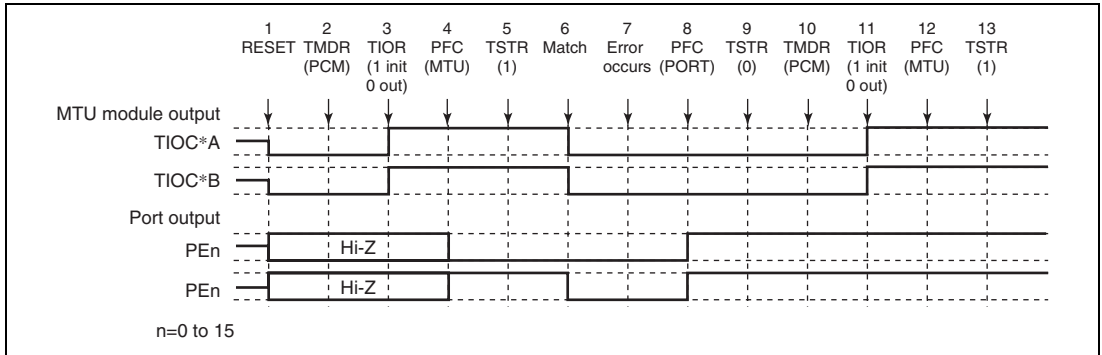 1 2 3 4 5 6 7 8 9 10 11 12 13
RESET TMDR TIOR PFC TSTR Match Error PFC TSTR TMDR TIOR PFC TSTR
(PCM) (1 init (MTU) (1) occurs (PORT) (0) (PCM) (1 init (MTU) (1)
0 out) 0 out)
MTU module output
TIOC*A
TIOC*B
Port output
PEn Hi-Z
PEn Hi-Z
n=0 to 15